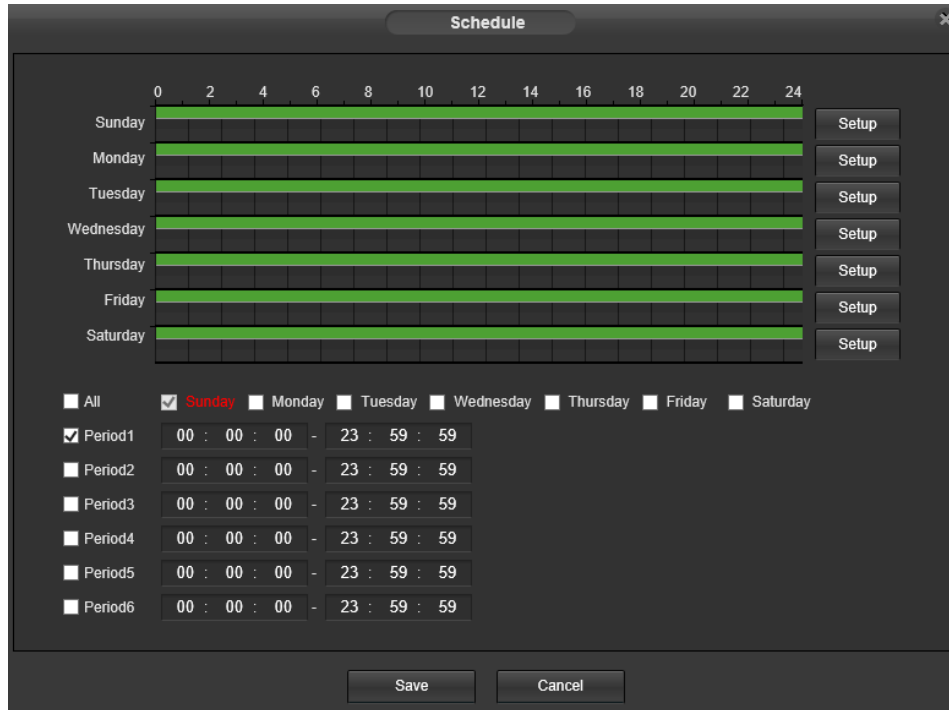 Schedule
0 2 4 6 8 10 12 14 16 18 20 22 24
Sunday Setup
Monday Setup
Tuesday Setup
Wednesday Setup
Thursday Setup
Friday Setup
Saturday Setup
All Sunday Monday Tuesday Wednesday Thursday Friday Saturday
Period1 00 : 00 : 00 - 23 : 59 : 59
Period2 00 : 00 : 00 - 23 : 59 : 59
Period3 00 : 00 : 00 - 23 : 59 : 59
Period4 00 : 00 : 00 - 23 : 59 : 59
Period5 00 : 00 : 00 - 23 : 59 : 59
Period6 00 : 00 : 00 - 23 : 59 : 59
Save Cancel